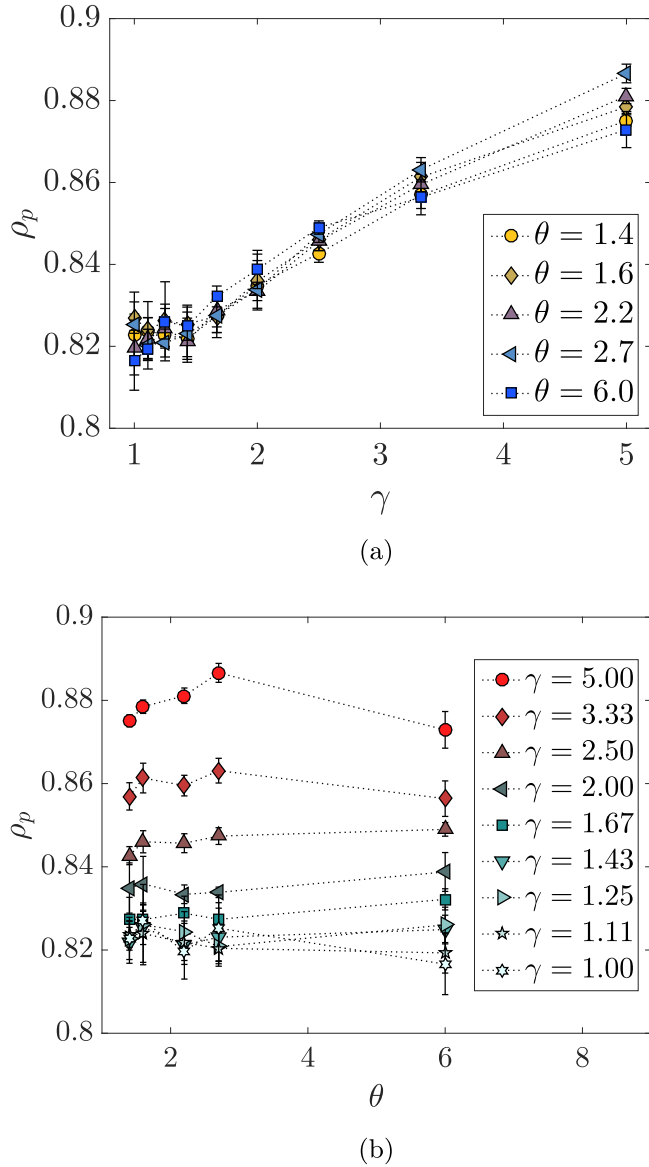 0.9
0.88
0.86
0.84
0.82
0.8
ρp
θ = 1.4
θ = 1.6
θ = 2.2
θ = 2.7
θ = 6.0
1 2 3 4 5
γ
(a)
0.9
0.88
0.86
0.84
0.82
0.8
ρp
γ = 5.00
γ = 3.33
γ = 2.50
γ = 2.00
γ = 1.67
γ = 1.43
γ = 1.25
γ = 1.11
γ = 1.00
2 4 6 8
θ
(b)